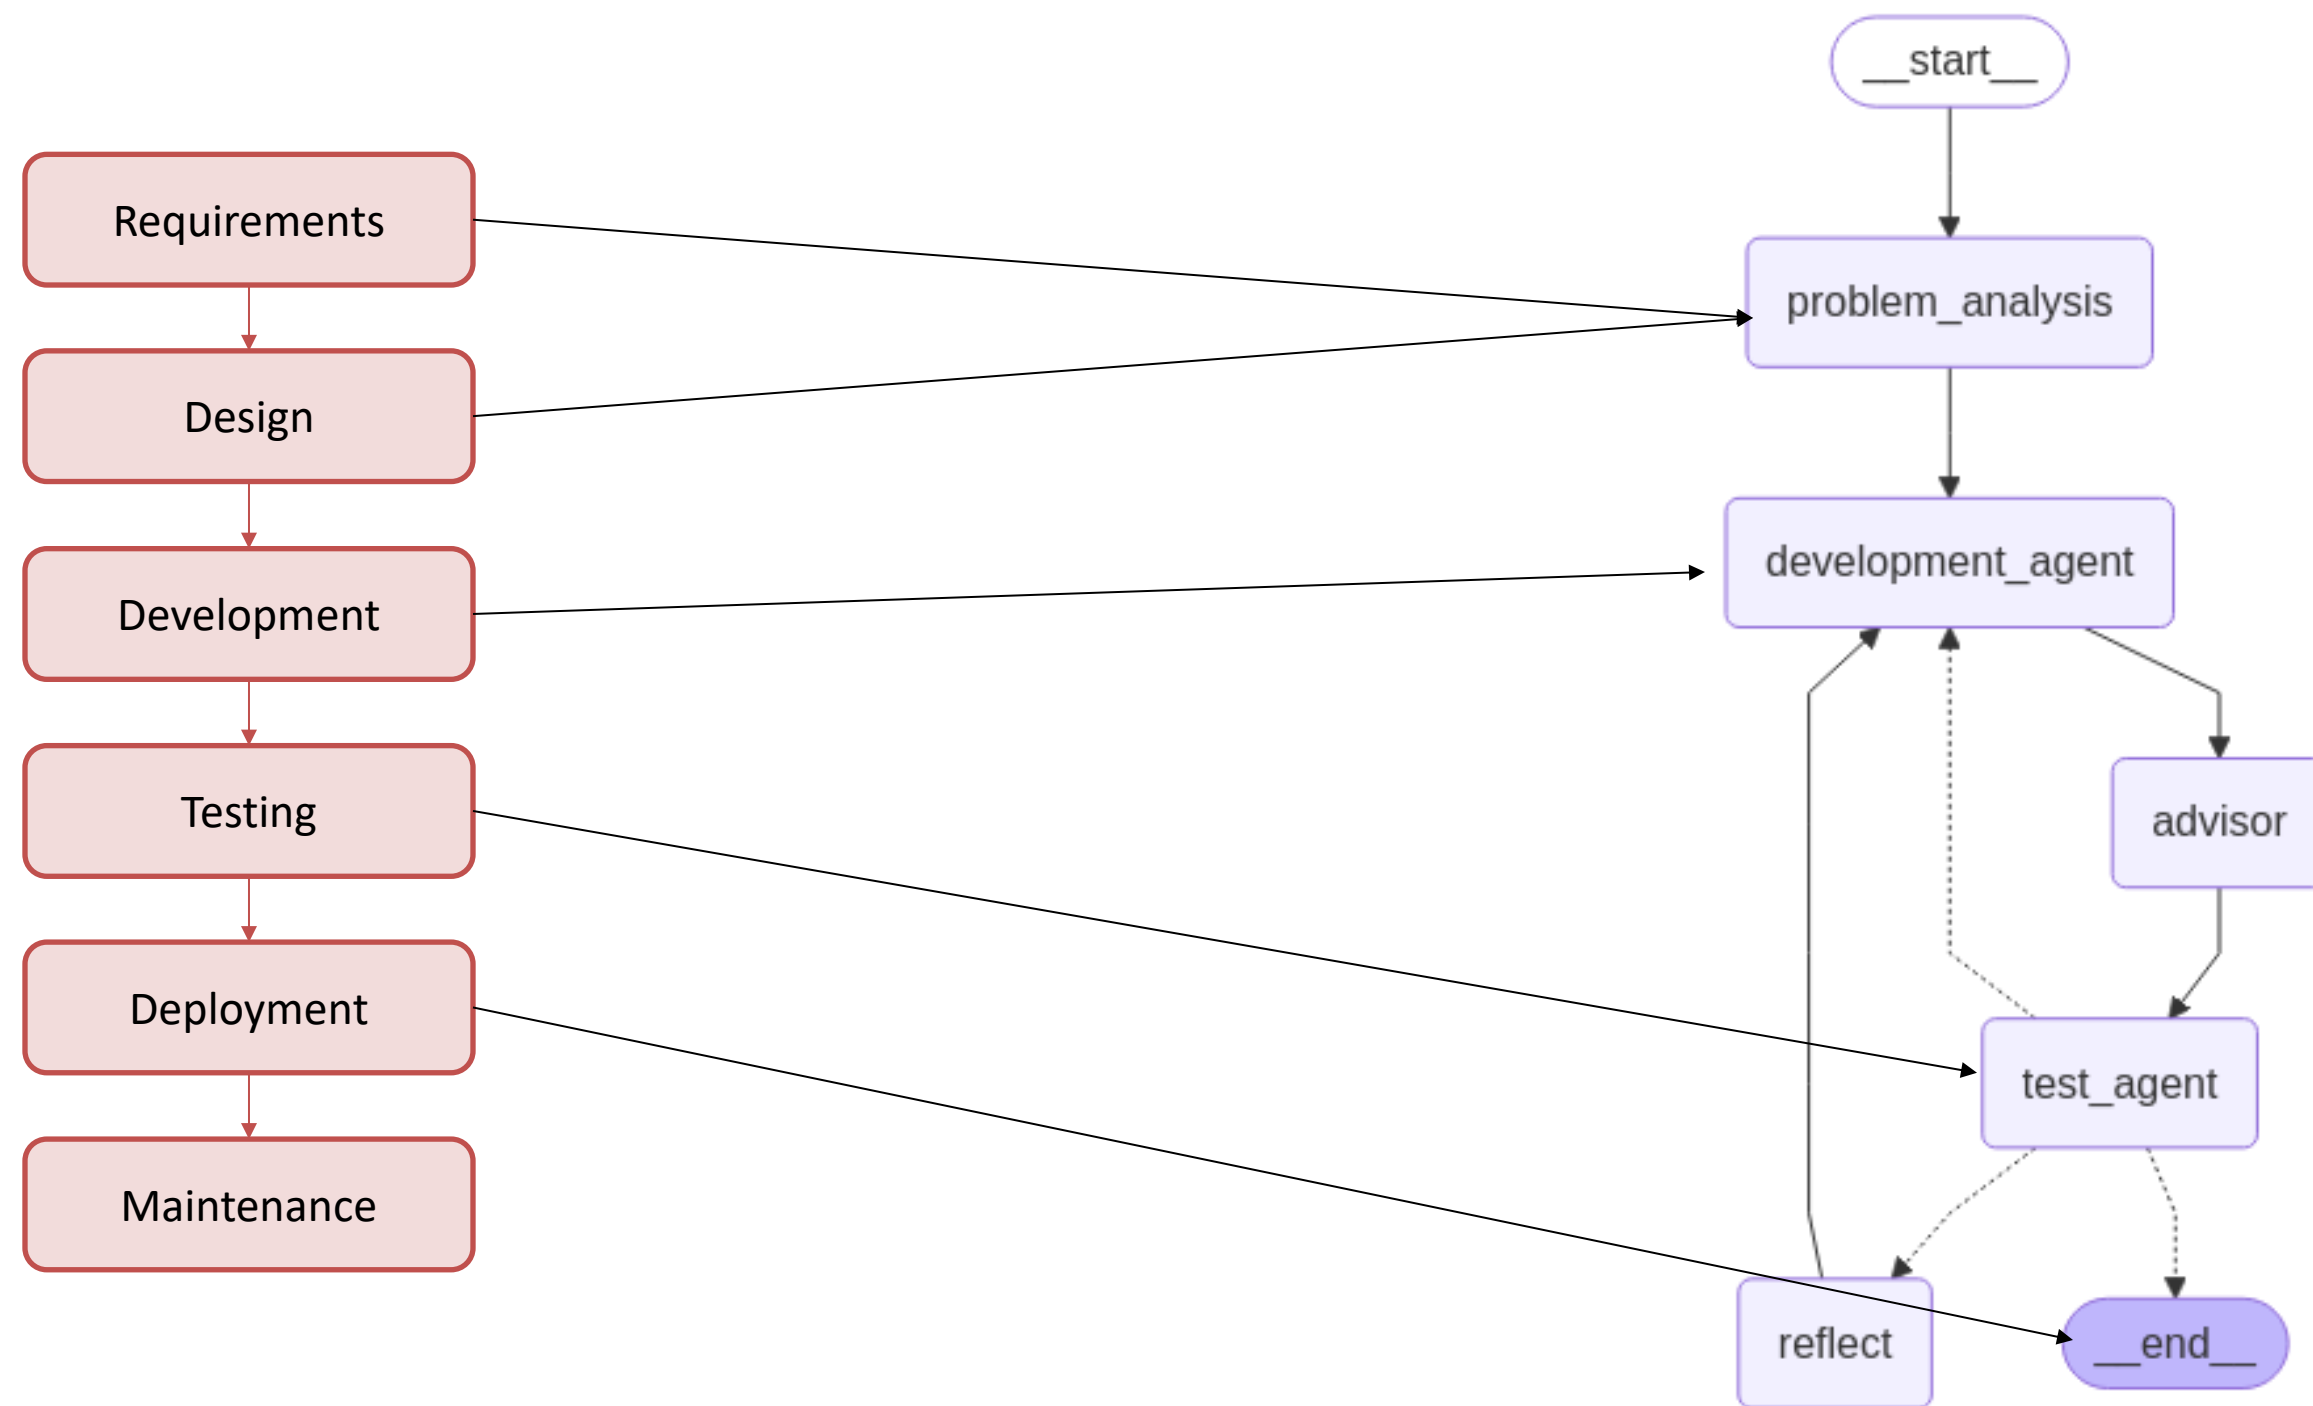 Requirements
Design
Development
Testing
Deployment
Maintenance
__start__
problem_analysis
development_agent
advisor
test_agent
reflect
__end__